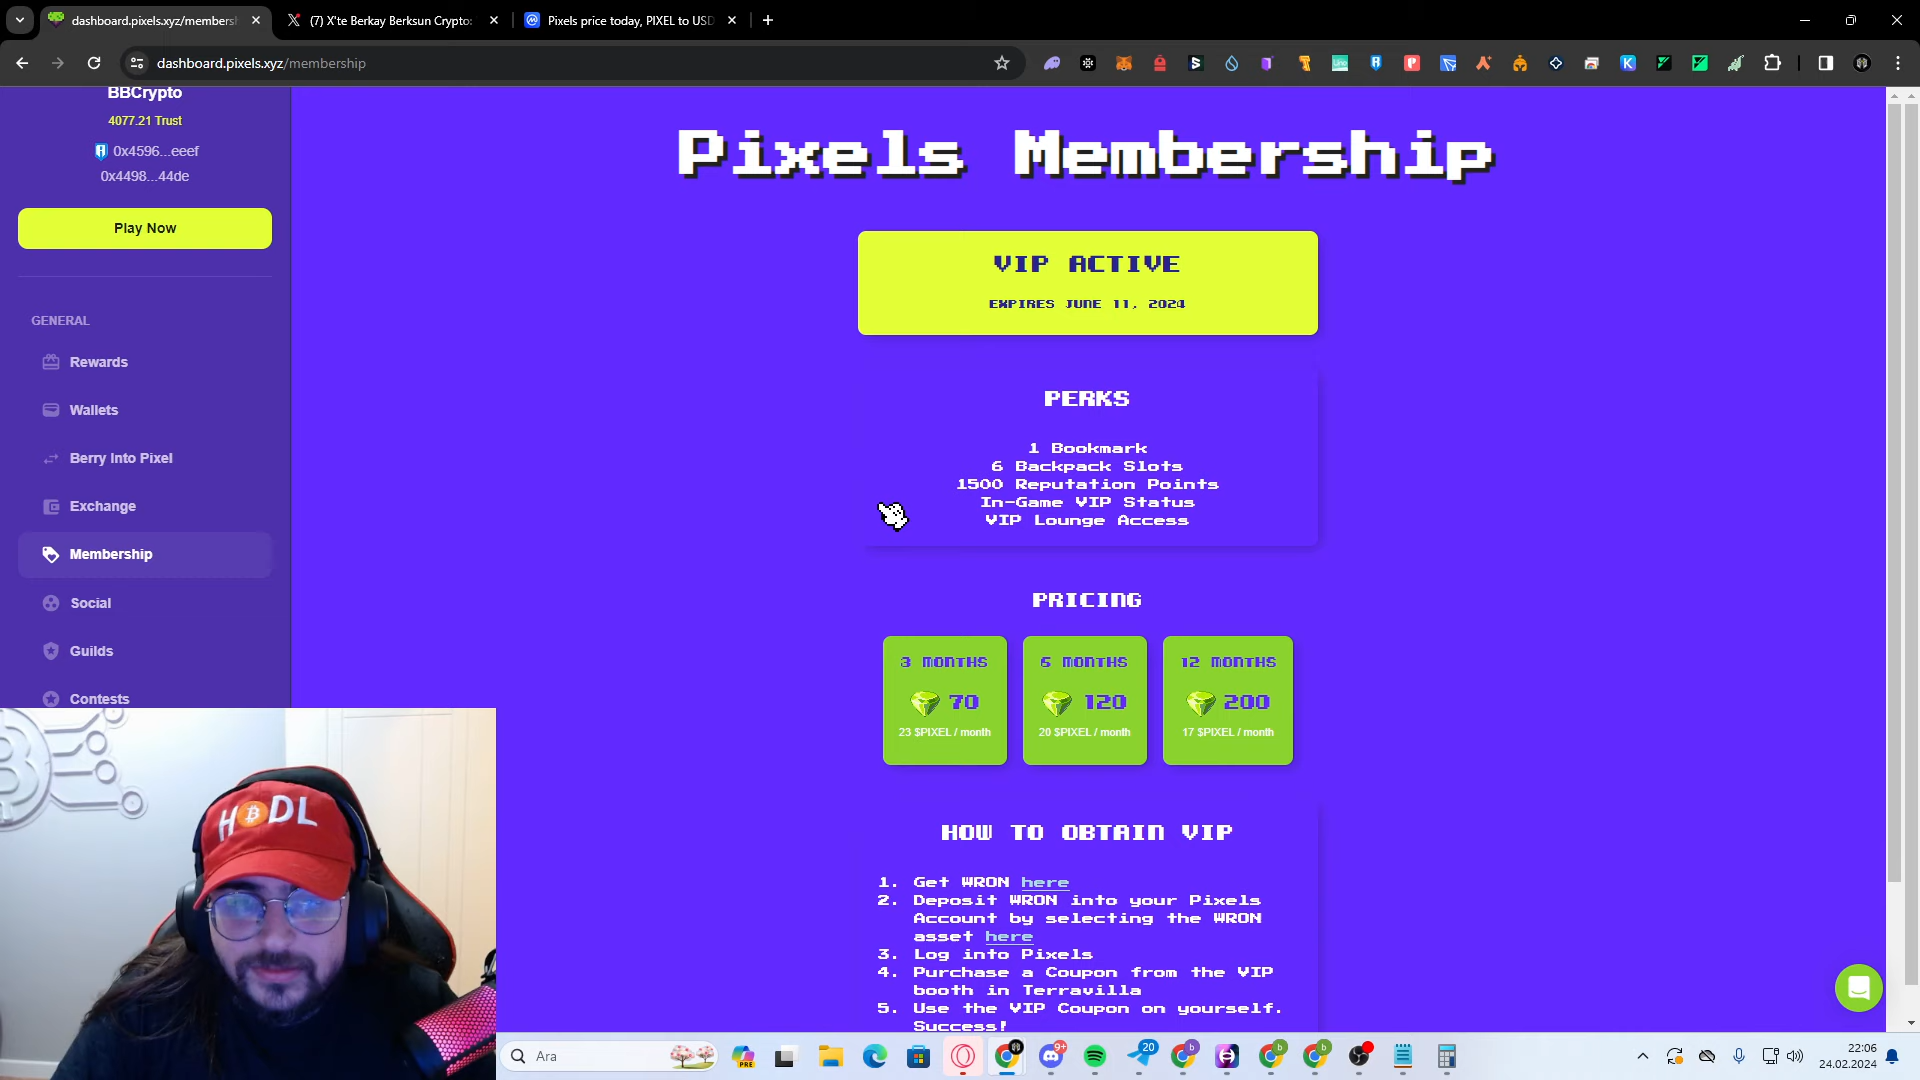 dashboard.pixels.xyz/membersh
(7) X'te Berkay Berksun Crypto:
Pixels price today, PIXEL to USD
dashboard.pixels.xyz/membership
BBCrypto
4077.21 Trust
0x4596...eeef
0x4498...44de
Play Now
GENERAL
Rewards
Wallets
Berry Into Pixel
Exchange
Membership
Social
Guilds
Contests
Pixels Membership
VIP ACTIVE
EXPIRES JUNE 11, 2024
PERKS
1 Bookmark
6 Backpack Slots
1500 Reputation Points
In-Game VIP Status
VIP Lounge Access
PRICING
3 MONTHS
70
23 $PIXEL / month
6 MONTHS
120
20 $PIXEL / month
12 MONTHS
200
17 $PIXEL / month
HOW TO OBTAIN VIP
1. Get WRON here
2. Deposit WRON into your Pixels
Account by selecting the WRON
asset here
3. Log into Pixels
4. Purchase a Coupon from the VIP
booth in Terravilla
5. Use the VIP Coupon on yourself.
Success!
HODL
Ara
PRE
9+
20
22:06
24.02.2024